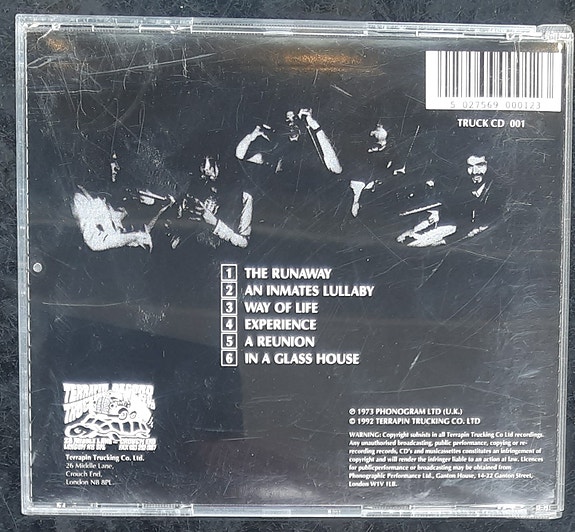 5 027569 000123
TRUCK CD 001
1 THE RUNAWAY
2 AN INMATES LULLABY
3 WAY OF LIFE
4 EXPERIENCE
5 A REUNION
6 IN A GLASS HOUSE
TERRAPIN
Terrapin Trucking Co. Ltd.
26 Middle Lane,
Crouch End,
London N8 8PL.
℗ 1973 PHONOGRAM LTD (U.K.)
© 1992 TERRAPIN TRUCKING CO. LTD
WARNING: Copyright subsists in all Terrapin Trucking Co Ltd recordings.
Any unauthorised broadcasting, public performance, copying or re-
recording records, CD's and musicassettes constitutes an infringement of
copyright and will render the infringer liable to an action at law. Licences
for publicperformance or broadcasting may be obtained from
Phonographic Performance Ltd., Ganton House, 14-22 Ganton Street,
London W1V 1LB.